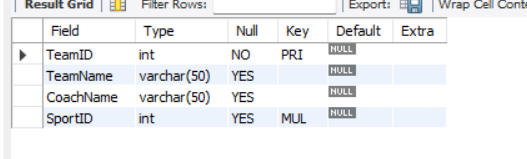 Result Grid | Filter Rows: | Export: | Wrap Cell Conte
Field Type Null Key Default Extra
TeamID int NO PRI NULL
TeamName varchar(50) YES NULL
CoachName varchar(50) YES NULL
SportID int YES MUL NULL